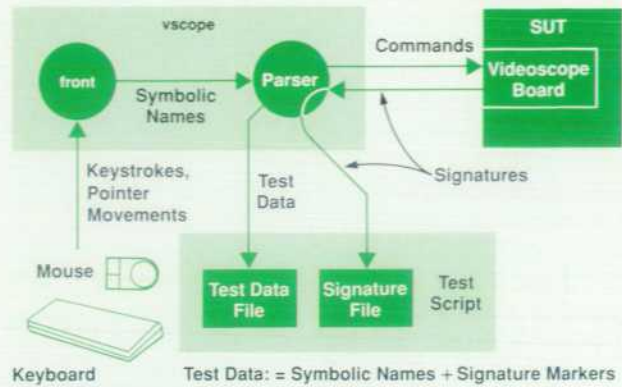 vscope
SUT
Commands
front
Parser
Videoscope
Board
Symbolic
Names
Keystrokes,
Pointer
Movements
Test
Data
Signatures
Mouse
Test Data
File
Signature
File
Test
Script
Keyboard
Test Data: = Symbolic Names + Signature Markers